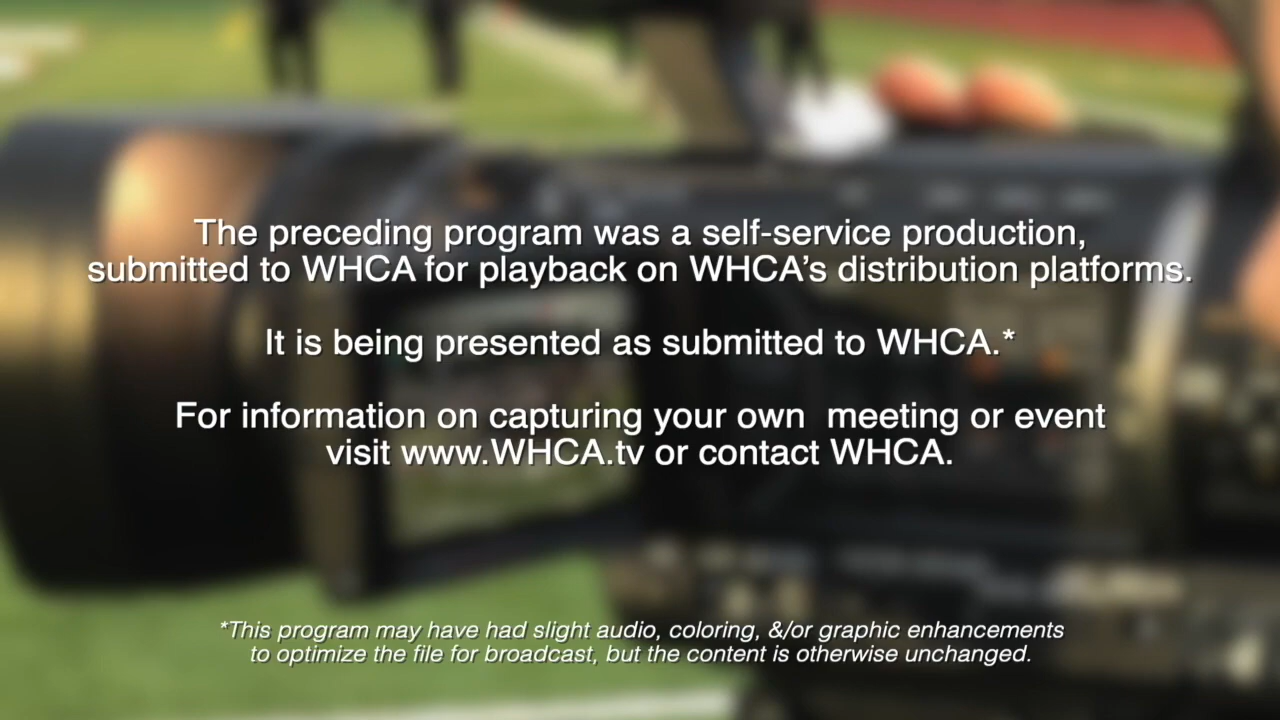 The preceding program was a self-service production,
submitted to WHCA for playback on WHCA’s distribution platforms.
It is being presented as submitted to WHCA.*
For information on capturing your own  meeting or event
visit www.WHCA.tv or contact WHCA.
*This program may have had slight audio, coloring, &/or graphic enhancements
to optimize the file for broadcast, but the content is otherwise unchanged.